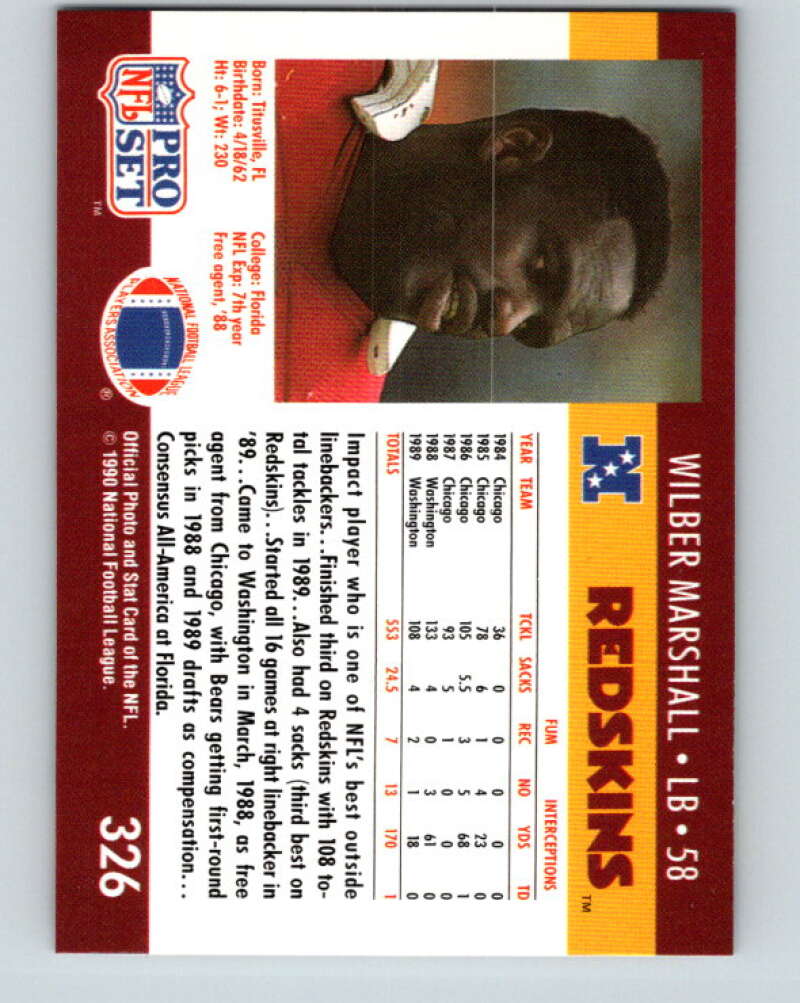 WILBER MARSHALL • LB • 58
REDSKINS™
Born: Titusville, FL
Birthdate: 4/18/62
Ht: 6-1; Wt: 230
College: Florida
NFL Exp: 7th year
Free agent, '88
FUM INTERCEPTIONS
YEAR TEAM TCKL SACKS REC NO YDS TD
1984 Chicago 36 0 0 0 0 0
1985 Chicago 78 6 1 4 23 0
1986 Chicago 105 5.5 3 5 68 1
1987 Chicago 93 5 1 0 0 0
1988 Washington 133 4 0 3 61 0
1989 Washington 108 4 2 1 18 0
TOTALS 553 24.5 7 13 170 1
Impact player who is one of NFL's best outside
linebackers...Finished third on Redskins with 108 to-
tal tackles in 1989...Also had 4 sacks (third best on
Redskins)...Started all 16 games at right linebacker in
'89...Came to Washington in March, 1988, as free
agent from Chicago, with Bears getting first-round
picks in 1988 and 1989 drafts as compensation...
Consensus All-America at Florida.
NFL
PRO
SET
™
NATIONAL FOOTBALL LEAGUE
PLAYERS ASSOCIATION
®
Official Photo and Stat Card of the NFL.
© 1990 National Football League.
326